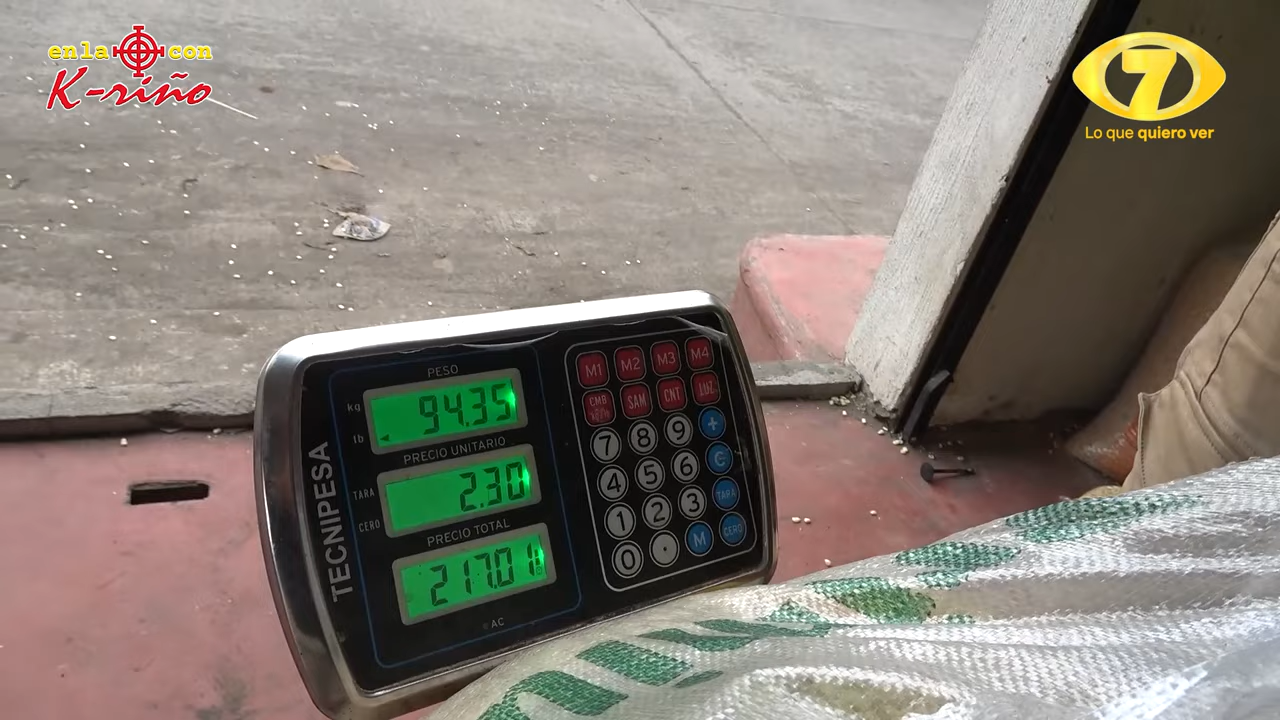 enla con
K-riño
7
Lo que quiero ver
TECNIPESA
PESO
kg
lb
94.35
PRECIO UNITARIO
TARA
CERO
2.30
PRECIO TOTAL
217.01
AC
M1 M2 M3 M4
CMB SAM CNT LUZ
7 8 9 +
4 5 6 C
1 2 3 TARA
0 . M CERO